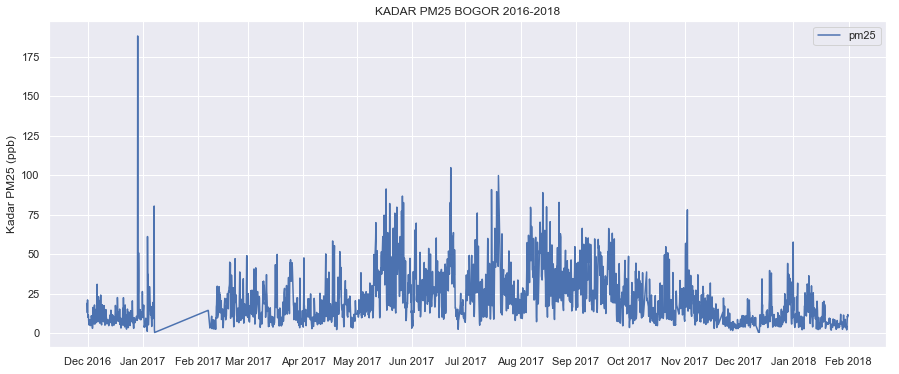 KADAR PM25 BOGOR 2016-2018
pm25
Kadar PM25 (ppb)
175
150
125
100
75
50
25
0
Dec 2016 Jan 2017 Feb 2017 Mar 2017 Apr 2017 May 2017 Jun 2017 Jul 2017 Aug 2017 Sep 2017 Oct 2017 Nov 2017 Dec 2017 Jan 2018 Feb 2018